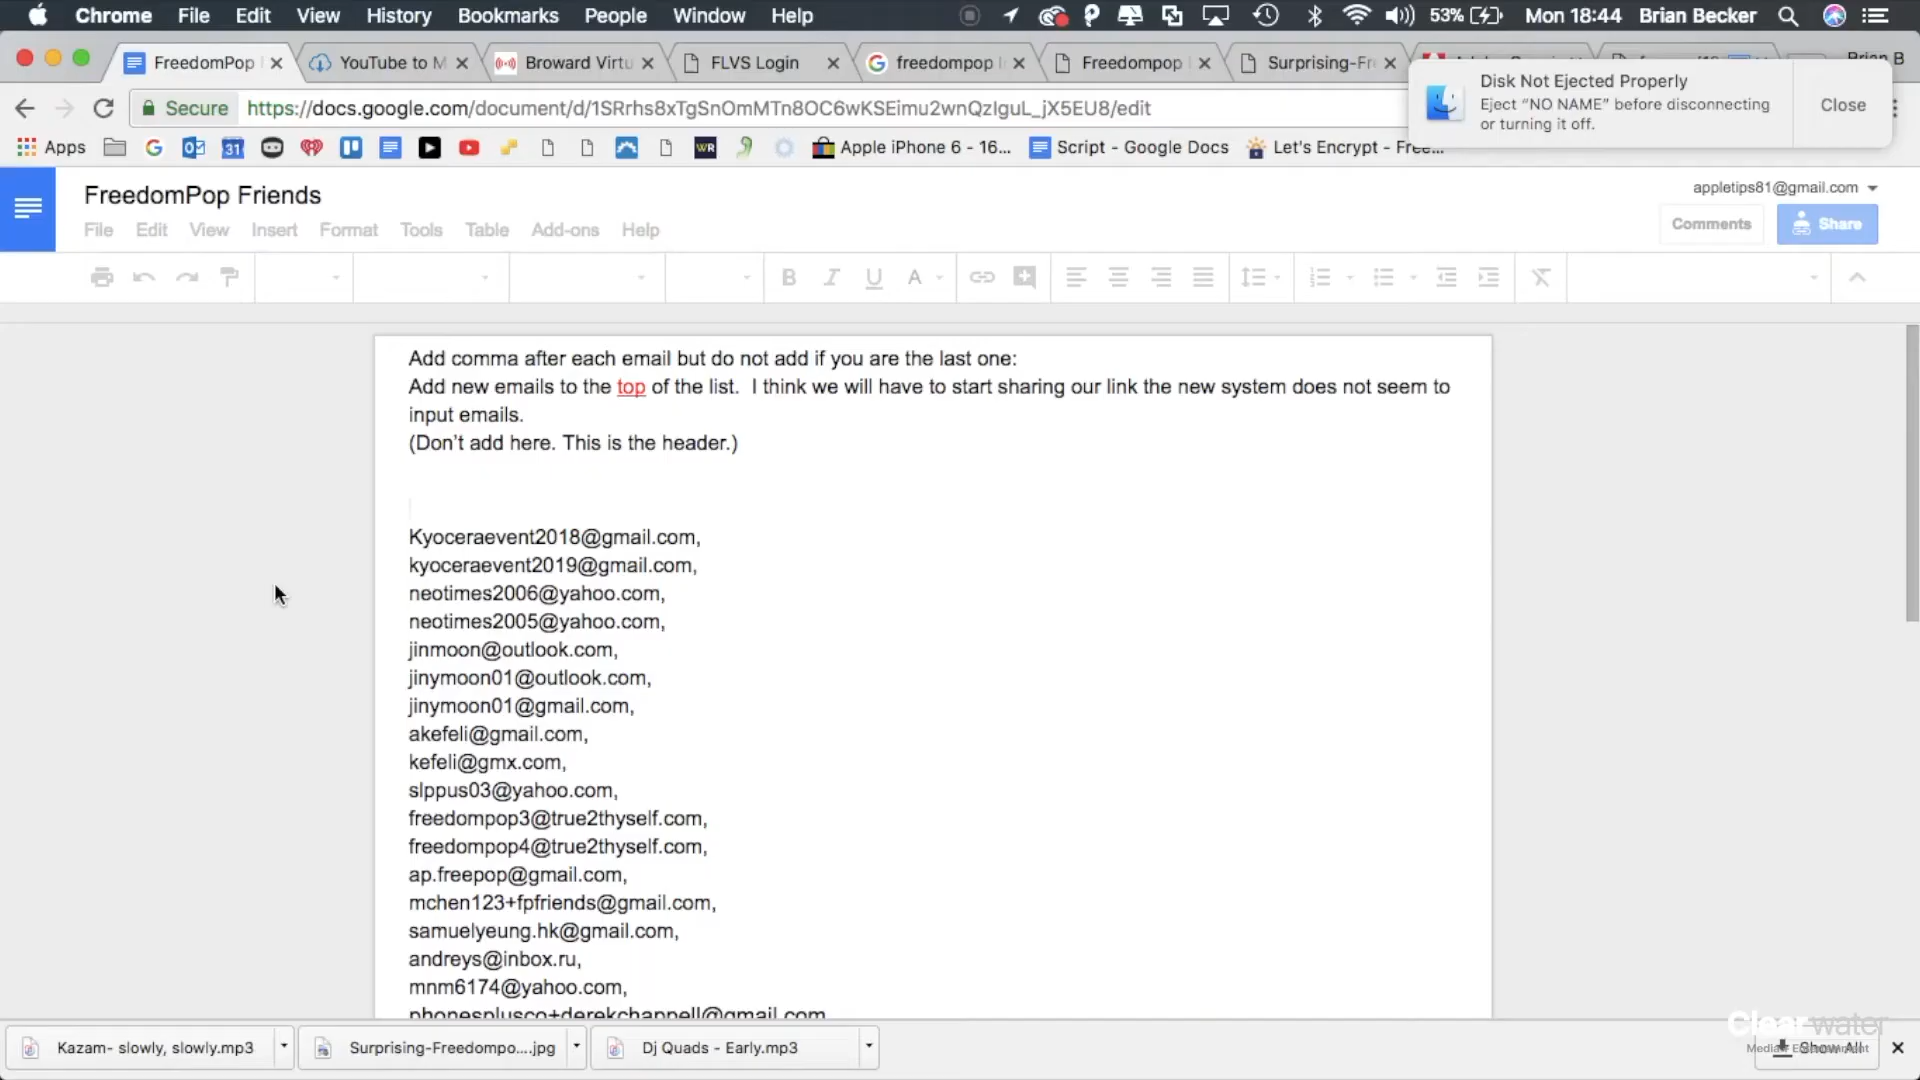 Chrome File Edit View History Bookmarks People Window Help 53% Mon 18:44 Brian Becker
FreedomPop YouTube to M Broward Virtu FLVS Login freedompop Freedompop Surprising-Fr Brian B
Disk Not Ejected Properly
Eject “NO NAME” before disconnecting
or turning it off.
Close
Secure https://docs.google.com/document/d/1SRrhs8xTgSnOmMTn8OC6wKSEimu2wnQzIguL_jX5EU8/edit
Apps 31 WR Apple iPhone 6 - 16... Script - Google Docs Let's Encrypt - Free...
FreedomPop Friends
appletips81@gmail.com
File Edit View Insert Format Tools Table Add-ons Help
Comments Share
Add comma after each email but do not add if you are the last one:
Add new emails to the top of the list. I think we will have to start sharing our link the new system does not seem to
input emails.
(Don’t add here. This is the header.)
Kyoceraevent2018@gmail.com,
kyoceraevent2019@gmail.com,
neotimes2006@yahoo.com,
neotimes2005@yahoo.com,
jinmoon@outlook.com,
jinymoon01@outlook.com,
jinymoon01@gmail.com,
akefeli@gmail.com,
kefeli@gmx.com,
slppus03@yahoo.com,
freedompop3@true2thyself.com,
freedompop4@true2thyself.com,
ap.freepop@gmail.com,
mchen123+fpfriends@gmail.com,
samuelyeung.hk@gmail.com,
andreys@inbox.ru,
mnm6174@yahoo.com,
phonesplusco+derekchappell@gmail.com
Kazam- slowly, slowly.mp3 Surprising-Freedompo....jpg Dj Quads - Early.mp3 Show All
Clearwater